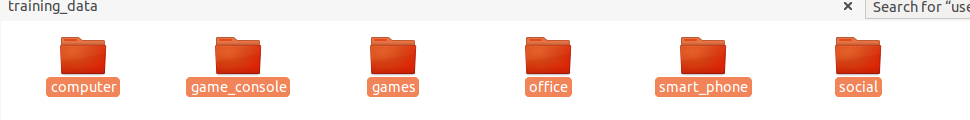 training_data × Search for "use
computer game_console games office smart_phone social